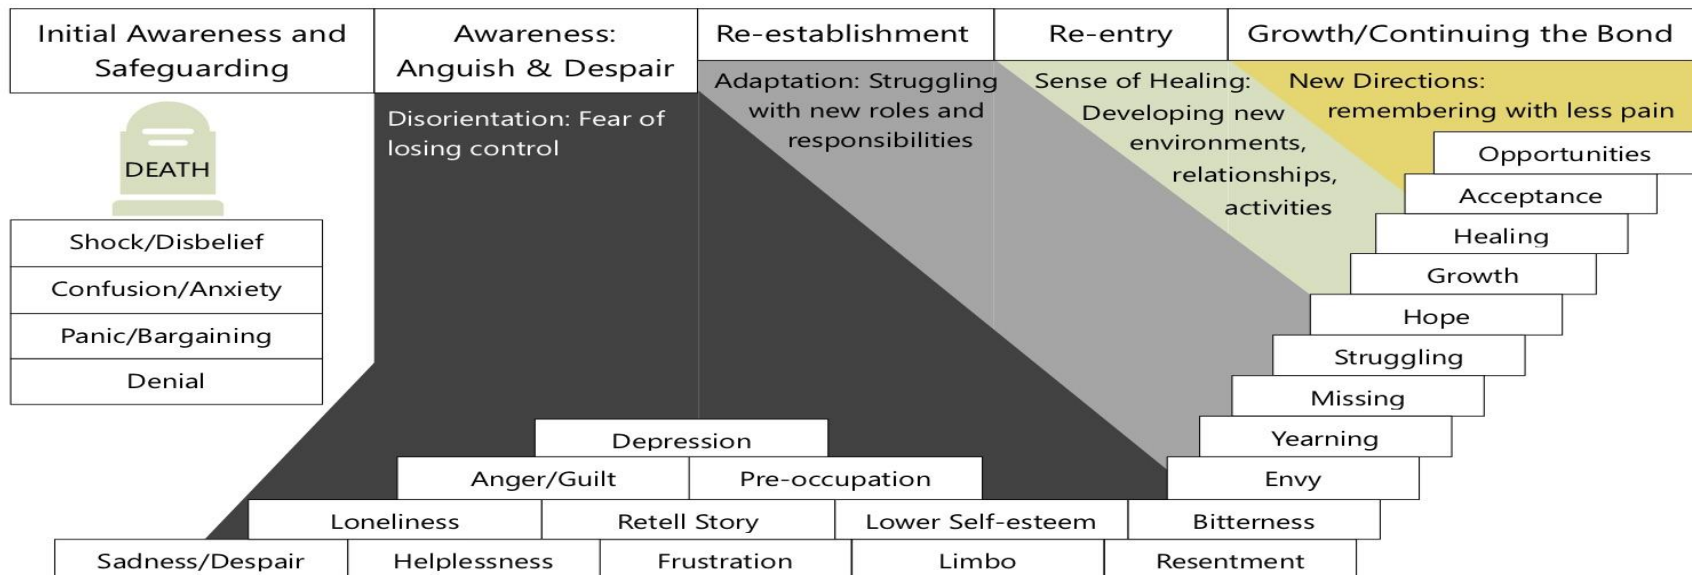 Initial Awareness and
Safeguarding
Awareness:
Anguish & Despair
Re-establishment
Re-entry
Growth/Continuing the Bond
DEATH
Shock/Disbelief
Confusion/Anxiety
Panic/Bargaining
Denial
Disorientation: Fear of
losing control
Adaptation: Struggling
with new roles and
responsibilities
Sense of Healing:
Developing new
environments,
relationships,
activities
New Directions:
remembering with less pain
Opportunities
Acceptance
Healing
Growth
Hope
Struggling
Missing
Yearning
Depression
Anger/Guilt
Pre-occupation
Envy
Loneliness
Retell Story
Lower Self-esteem
Bitterness
Sadness/Despair
Helplessness
Frustration
Limbo
Resentment